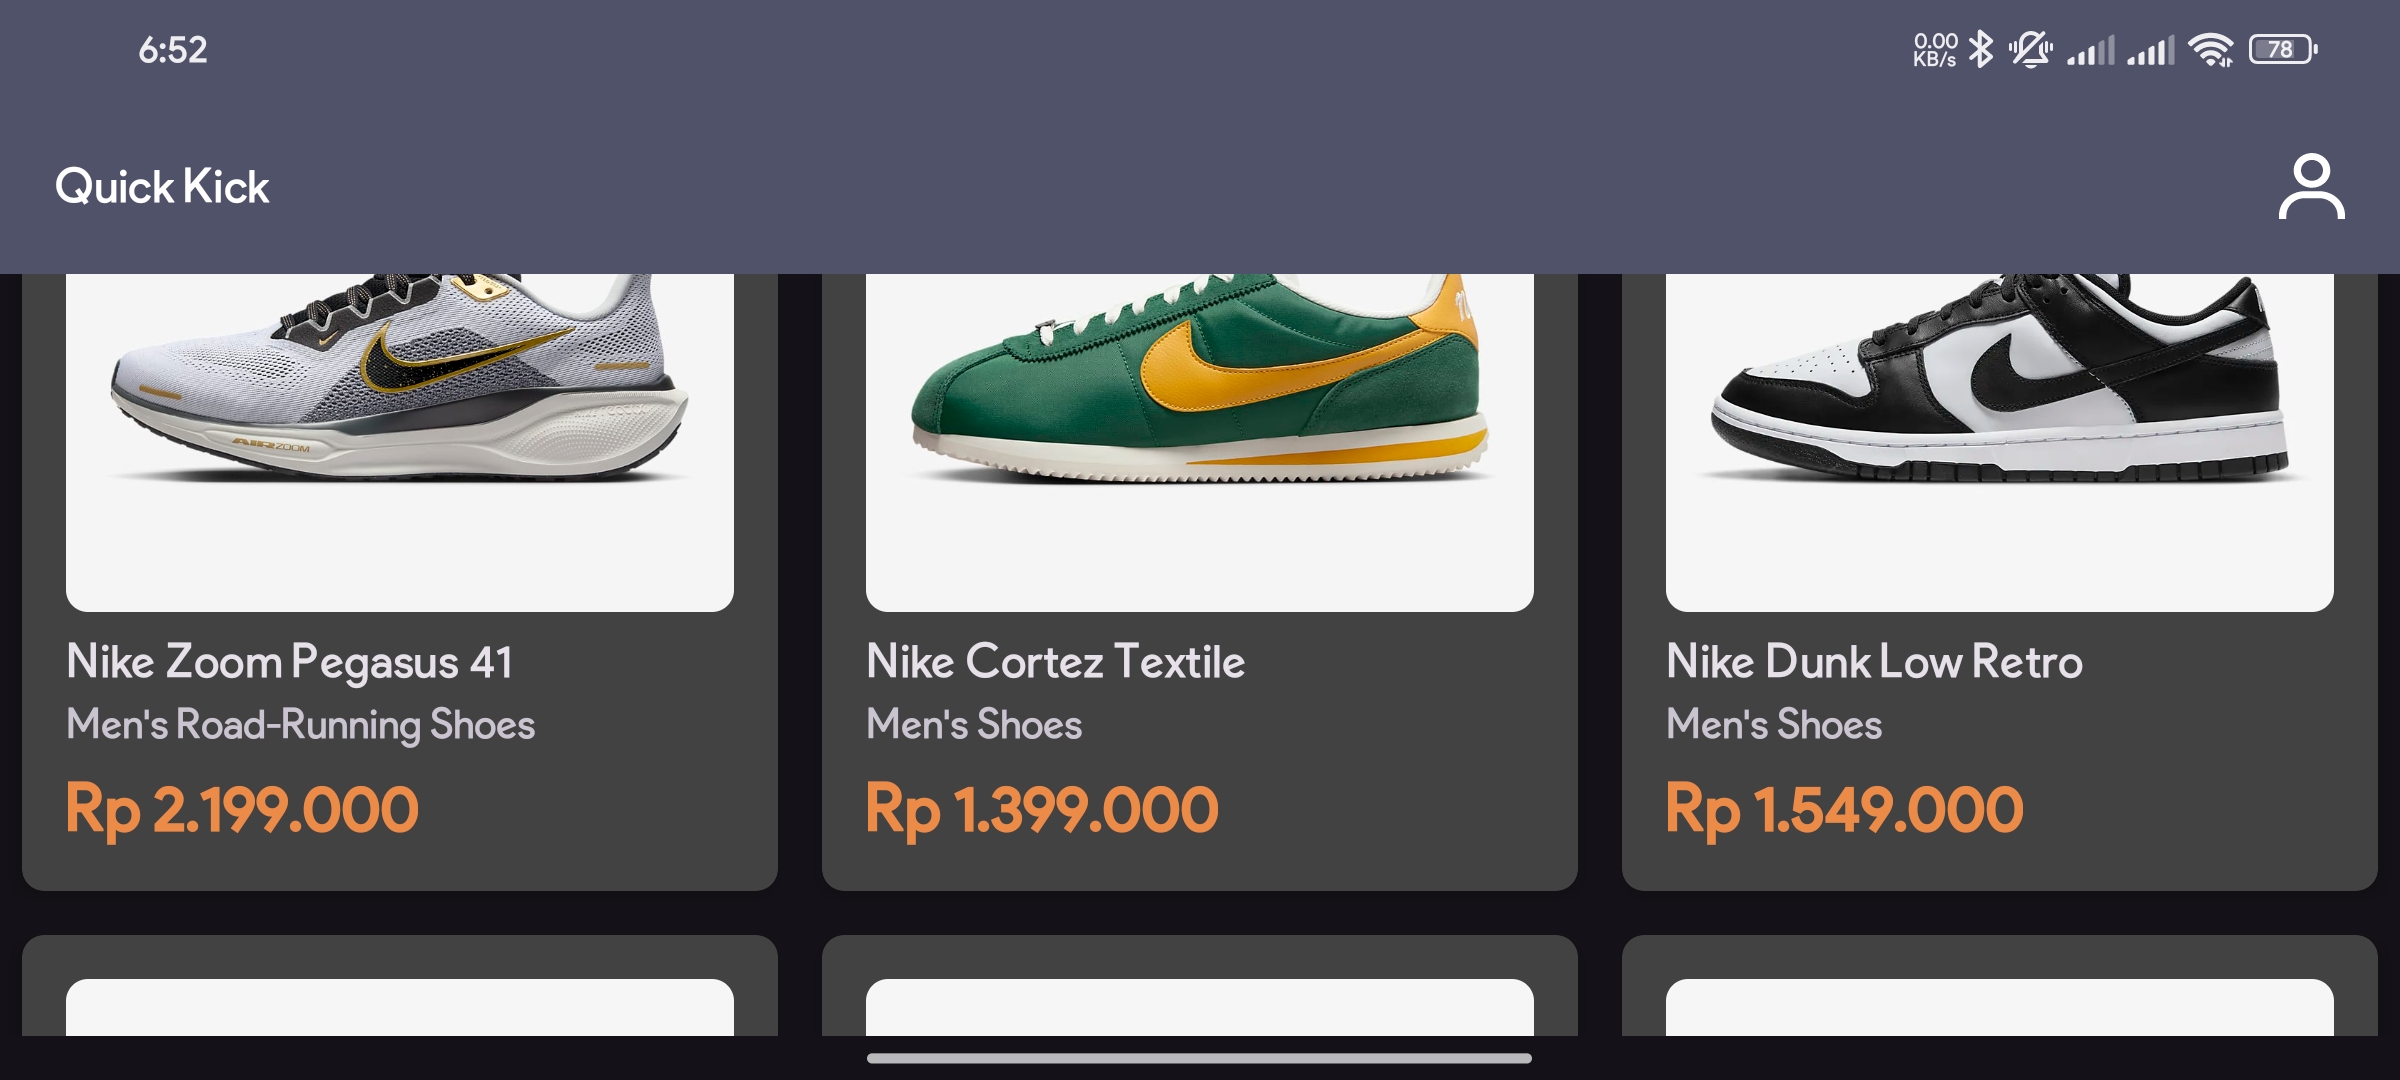 6:52
0.00
KB/s
78
Quick Kick
AIR ZOOM
Nike Zoom Pegasus 41
Men's Road-Running Shoes
Rp 2.199.000
Nike Cortez Textile
Men's Shoes
Rp 1.399.000
Nike Dunk Low Retro
Men's Shoes
Rp 1.549.000